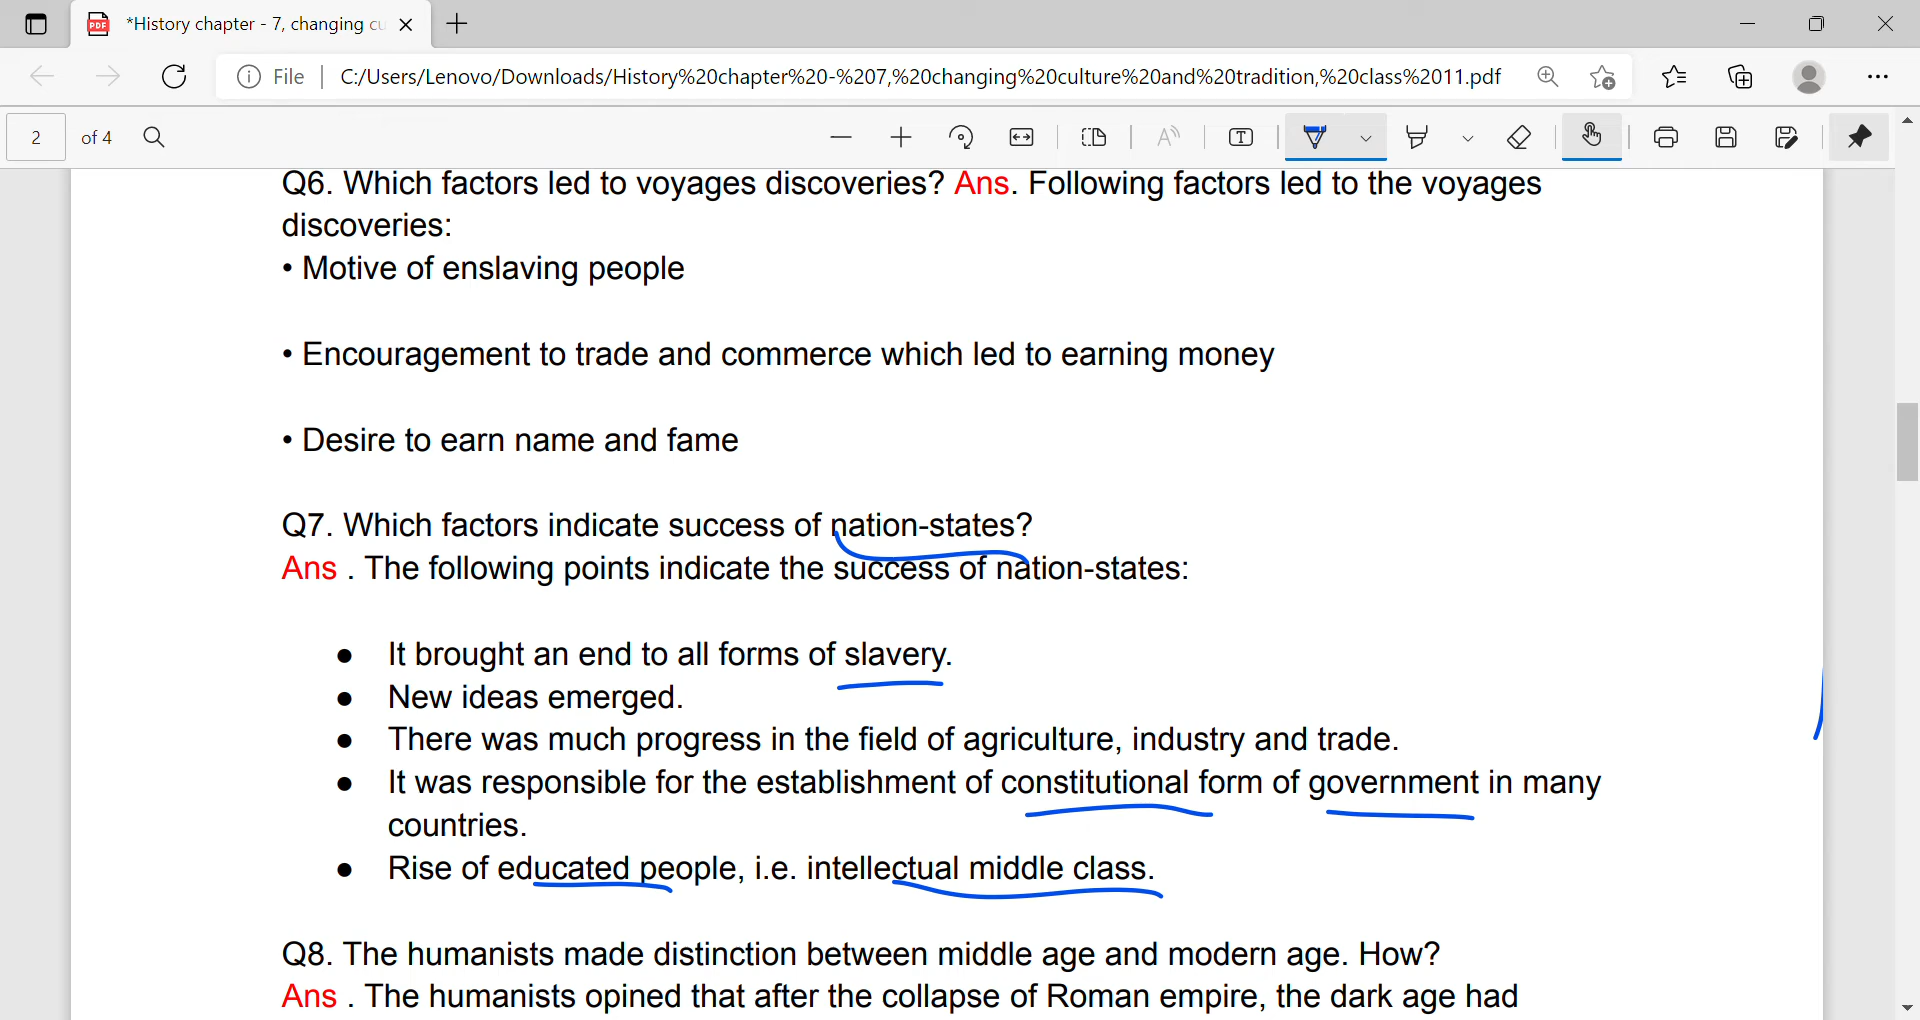 *History chapter - 7, changing cu
File
C:/Users/Lenovo/Downloads/History%20chapter%20-%207,%20changing%20culture%20and%20tradition,%20class%2011.pdf
2 of 4
Q6. Which factors led to voyages discoveries? Ans. Following factors led to the voyages
discoveries:
• Motive of enslaving people
• Encouragement to trade and commerce which led to earning money
• Desire to earn name and fame
Q7. Which factors indicate success of nation-states?
Ans . The following points indicate the success of nation-states:
● It brought an end to all forms of slavery.
● New ideas emerged.
● There was much progress in the field of agriculture, industry and trade.
● It was responsible for the establishment of constitutional form of government in many
countries.
● Rise of educated people, i.e. intellectual middle class.
Q8. The humanists made distinction between middle age and modern age. How?
Ans . The humanists opined that after the collapse of Roman empire, the dark age had